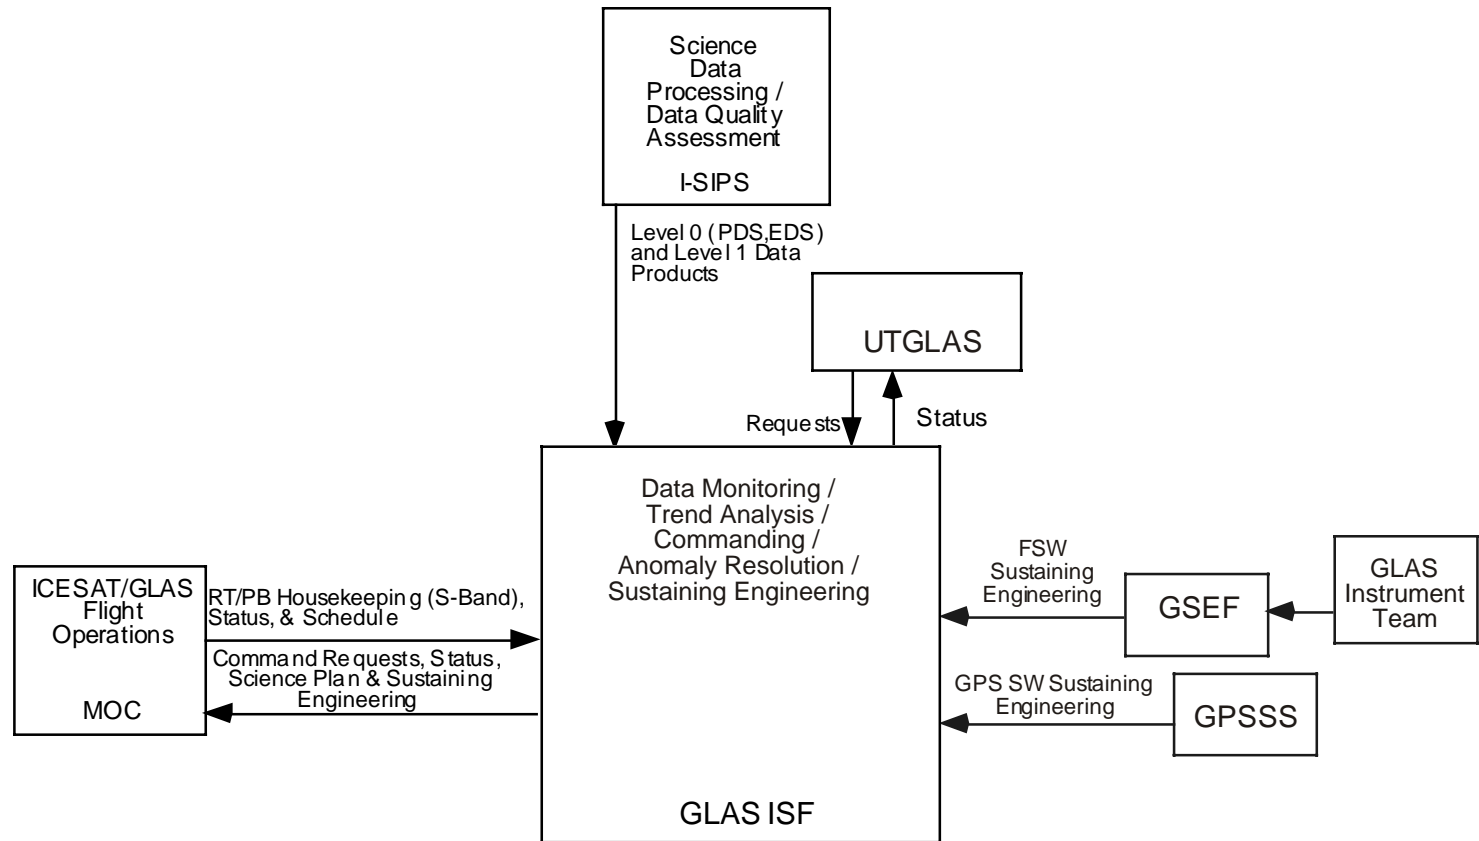 Science
Data
Processing /
Data Quality
Assessment
I-SIPS
Level 0 (PDS,EDS)
and Level 1 Data
Products
UTGLAS
Requests
Status
Data Monitoring /
Trend Analysis /
Commanding /
Anomaly Resolution /
Sustaining Engineering
GLAS ISF
ICESAT/GLAS
Flight
Operations
MOC
RT/PB Housekeeping (S-Band),
Status, & Schedule
Command Requests, Status,
Science Plan & Sustaining
Engineering
FSW
Sustaining
Engineering
GSEF
GLAS
Instrument
Team
GPS SW Sustaining
Engineering
GPSSS